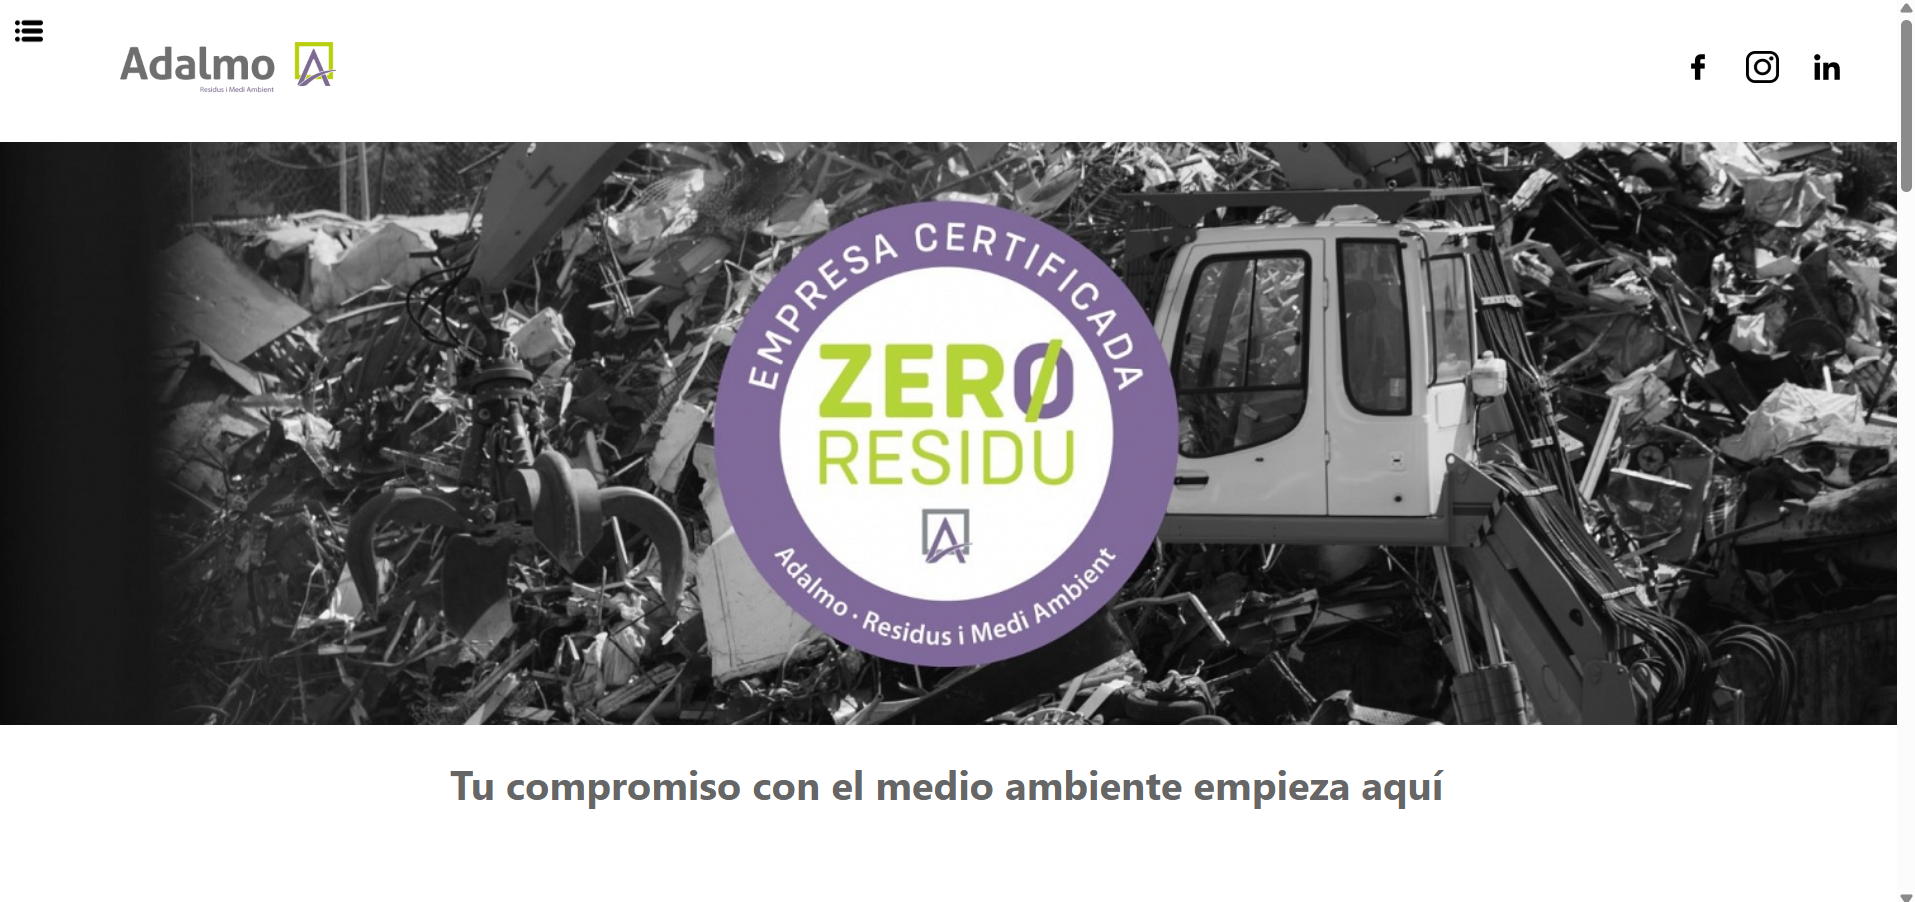 Adalmo
Residus i Medi Ambient
EMPRESA CERTIFICADA
ZERO
RESIDU
Adalmo · Residus i Medi Ambient
Tu compromiso con el medio ambiente empieza aquí